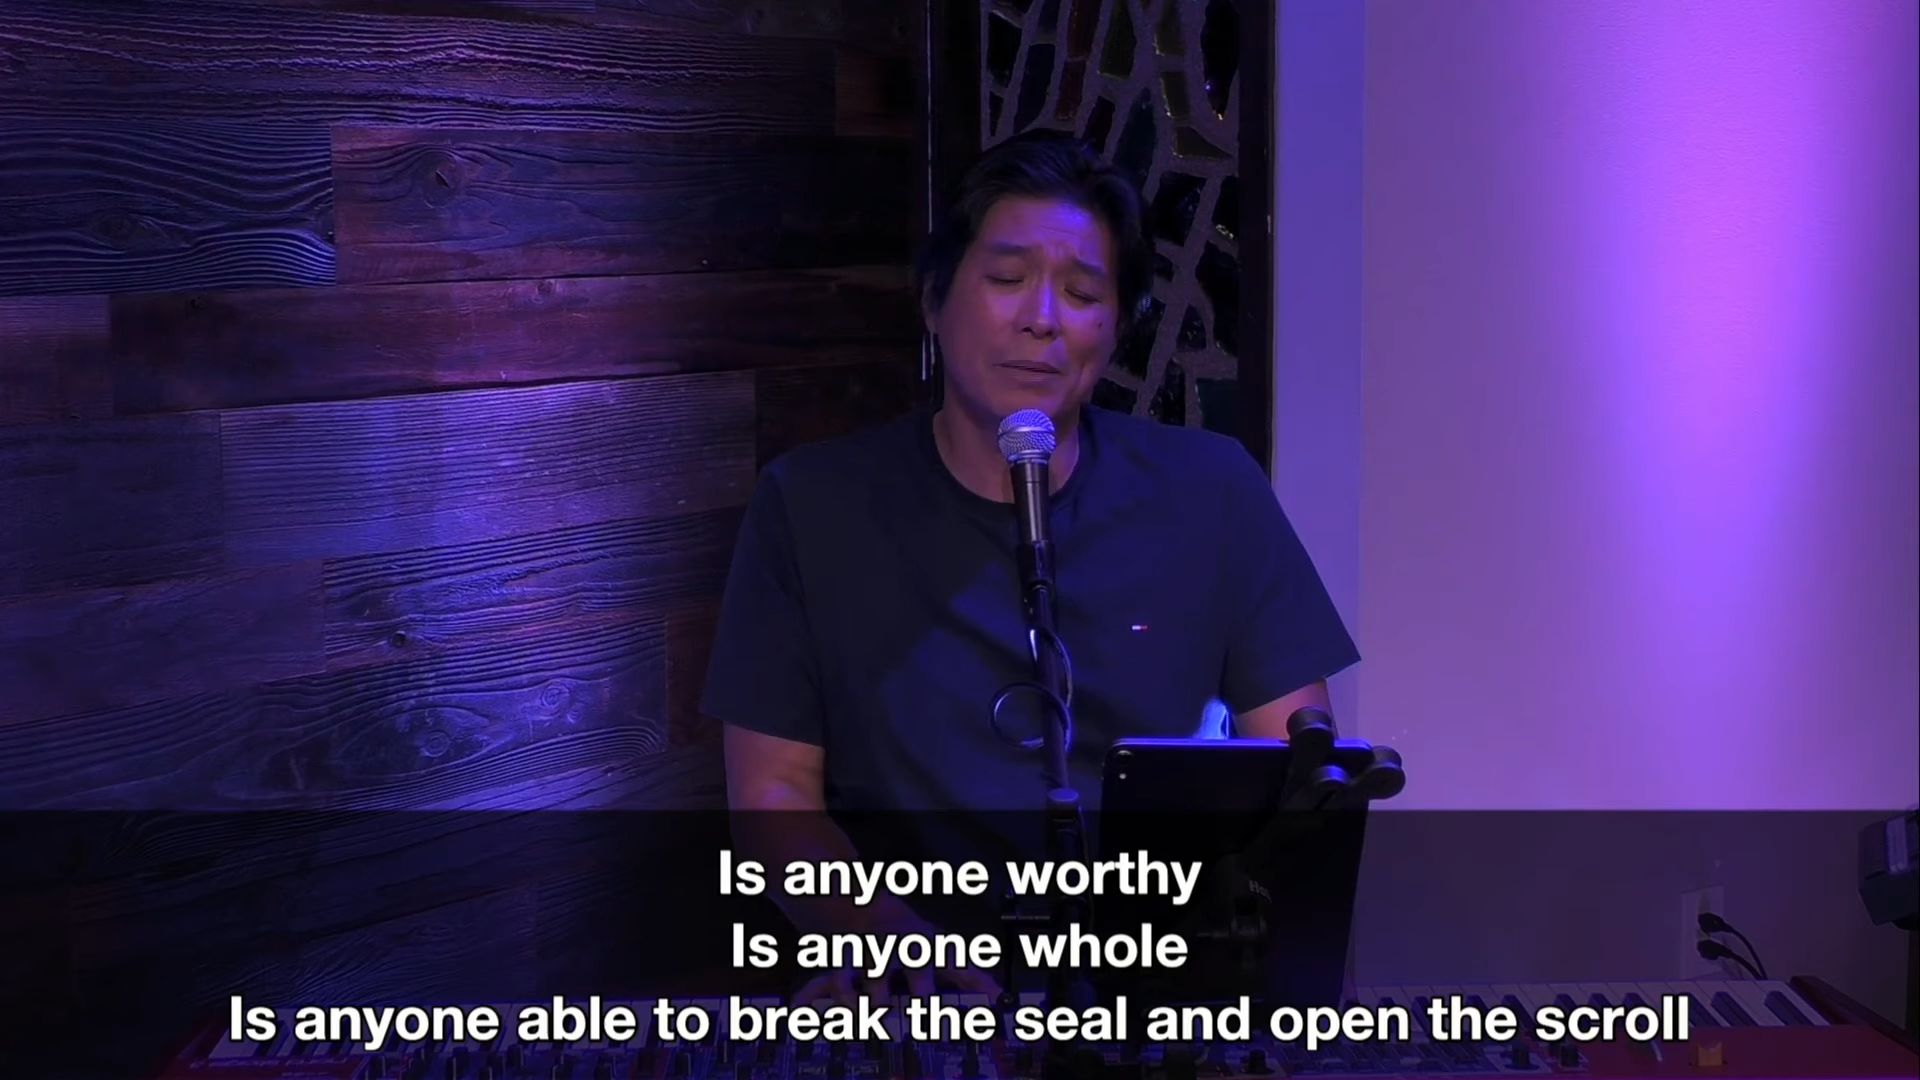 Is anyone worthy
Is anyone whole
Is anyone able to break the seal and open the scroll